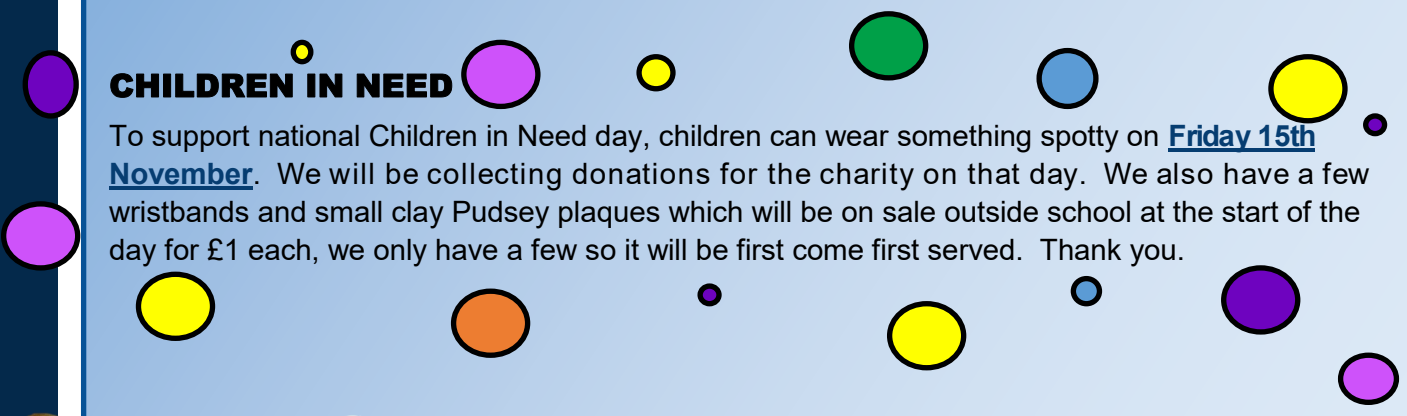 CHILDREN IN NEED
To support national Children in Need day, children can wear something spotty on Friday 15th
November.  We will be collecting donations for the charity on that day.  We also have a few
wristbands and small clay Pudsey plaques which will be on sale outside school at the start of the
day for £1 each, we only have a few so it will be first come first served.  Thank you.